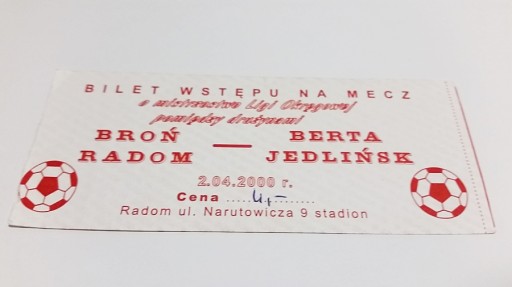 BILET WSTĘPU NA MECZ
o mistrzostwo Ligi Okręgowej
pomiędzy drużynami
BROŃ RADOM — BERTA JEDLIŃSK
2.04.2000 r.
Cena ....4,-......
Radom ul. Narutowicza 9 stadion